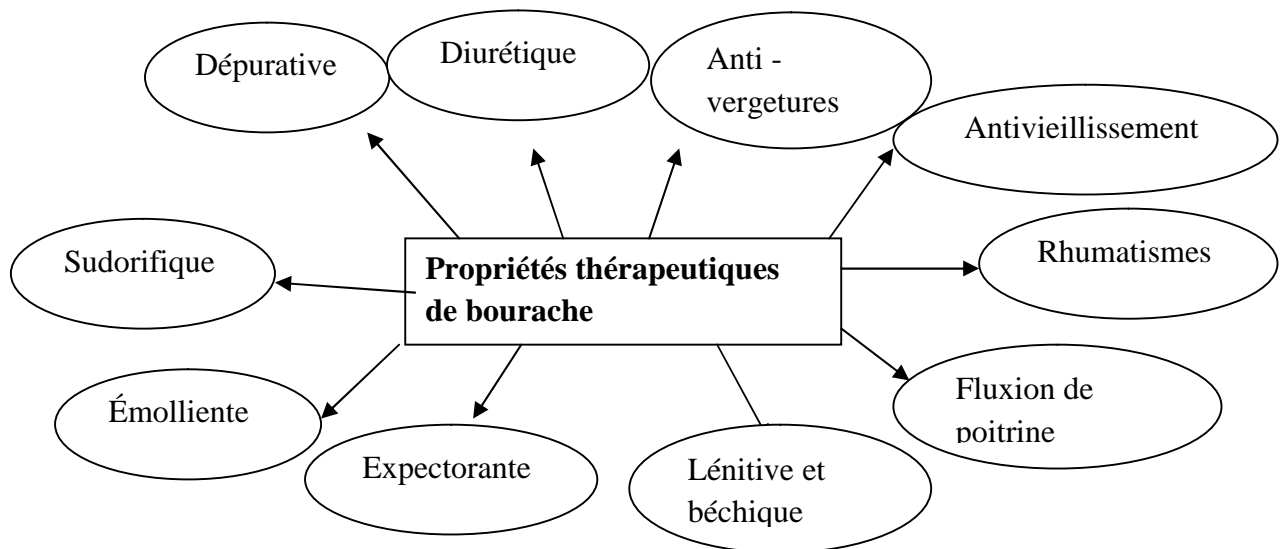 Dépurative
Diurétique
Anti -
vergetures
Antivieillissement
Sudorifique
Propriétés thérapeutiques
de bourache
Rhumatismes
Émolliente
Expectorante
Lénitive et
béchique
Fluxion de
poitrine